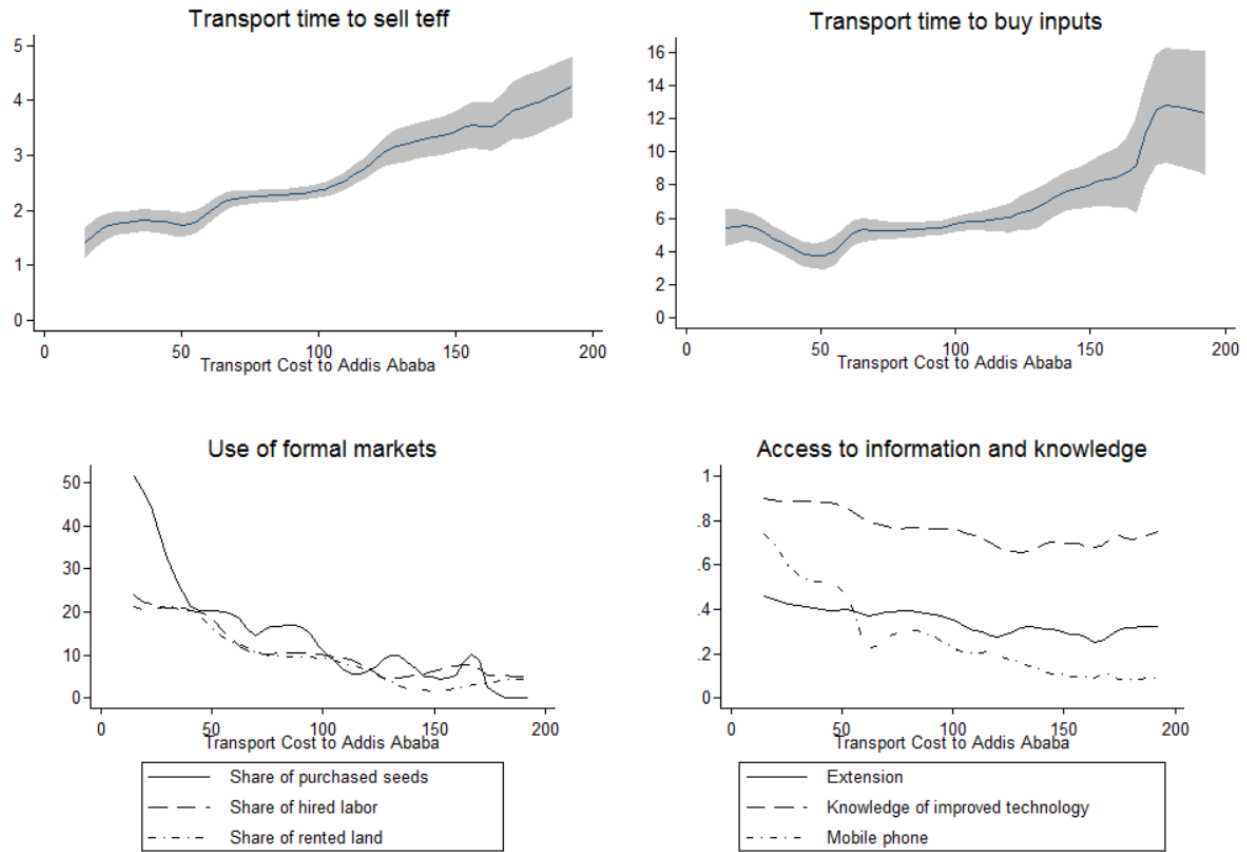 Transport time to sell teff
5
4
3
2
1
0
0 50 100 150 200
Transport Cost to Addis Ababa
Transport time to buy inputs
16
14
12
10
8
6
4
2
0
0 50 100 150 200
Transport Cost to Addis Ababa
Use of formal markets
50
40
30
20
10
0
0 50 100 150 200
Transport Cost to Addis Ababa
Share of purchased seeds
Share of hired labor
Share of rented land
Access to information and knowledge
1
.8
.6
.4
.2
0
0 50 100 150 200
Transport Cost to Addis Ababa
Extension
Knowledge of improved technology
Mobile phone